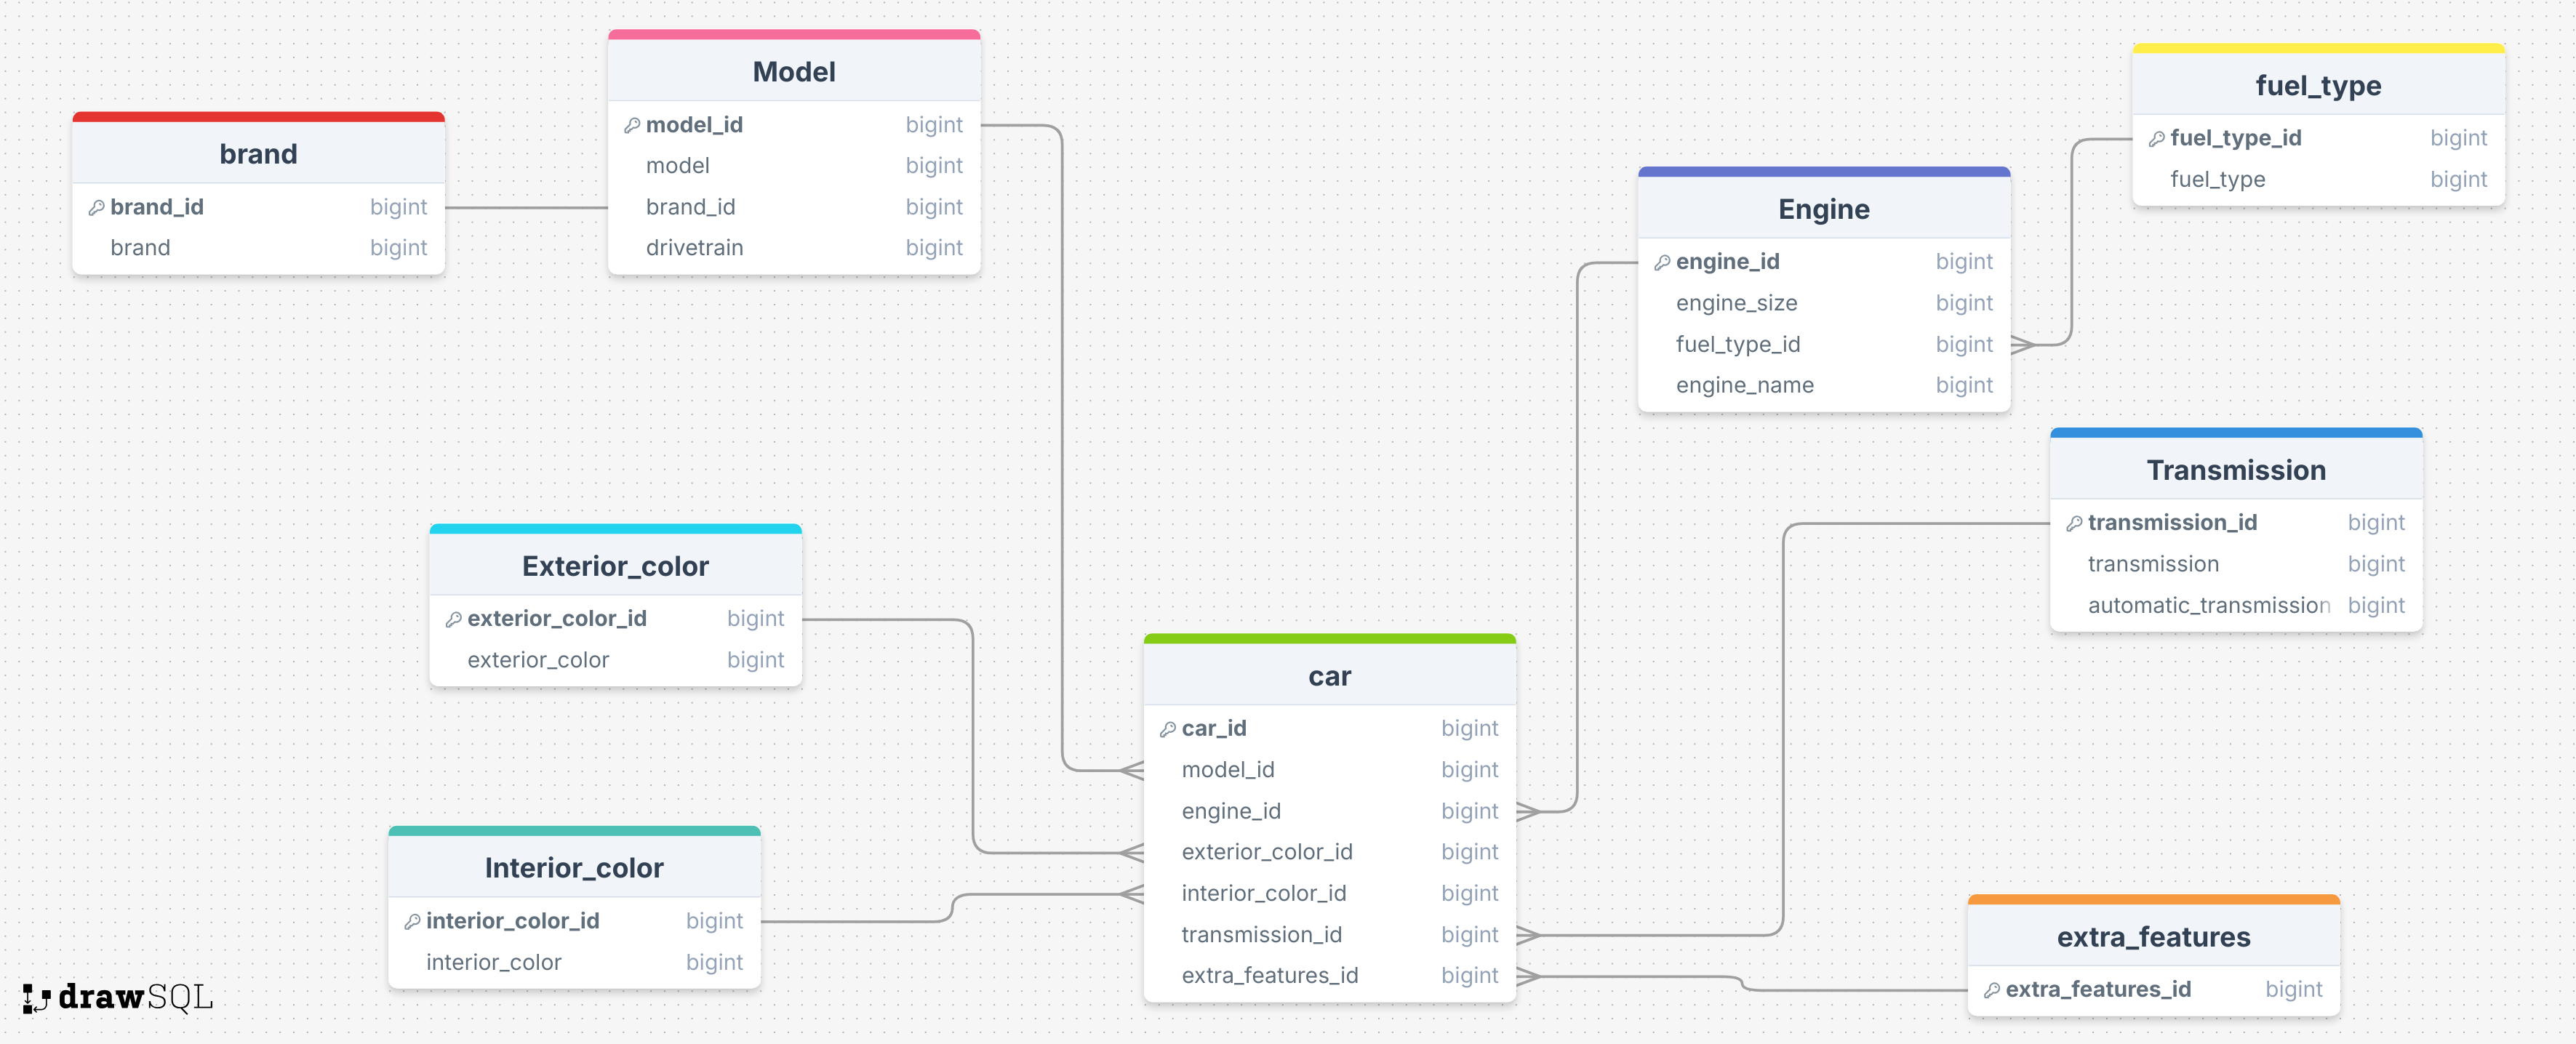 brand
brand_id bigint
brand bigint
Model
model_id bigint
model bigint
brand_id bigint
drivetrain bigint
fuel_type
fuel_type_id bigint
fuel_type bigint
Engine
engine_id bigint
engine_size bigint
fuel_type_id bigint
engine_name bigint
Transmission
transmission_id bigint
transmission bigint
automatic_transmission bigint
Exterior_color
exterior_color_id bigint
exterior_color bigint
car
car_id bigint
model_id bigint
engine_id bigint
exterior_color_id bigint
interior_color_id bigint
transmission_id bigint
extra_features_id bigint
Interior_color
interior_color_id bigint
interior_color bigint
extra_features
extra_features_id bigint
drawSQL